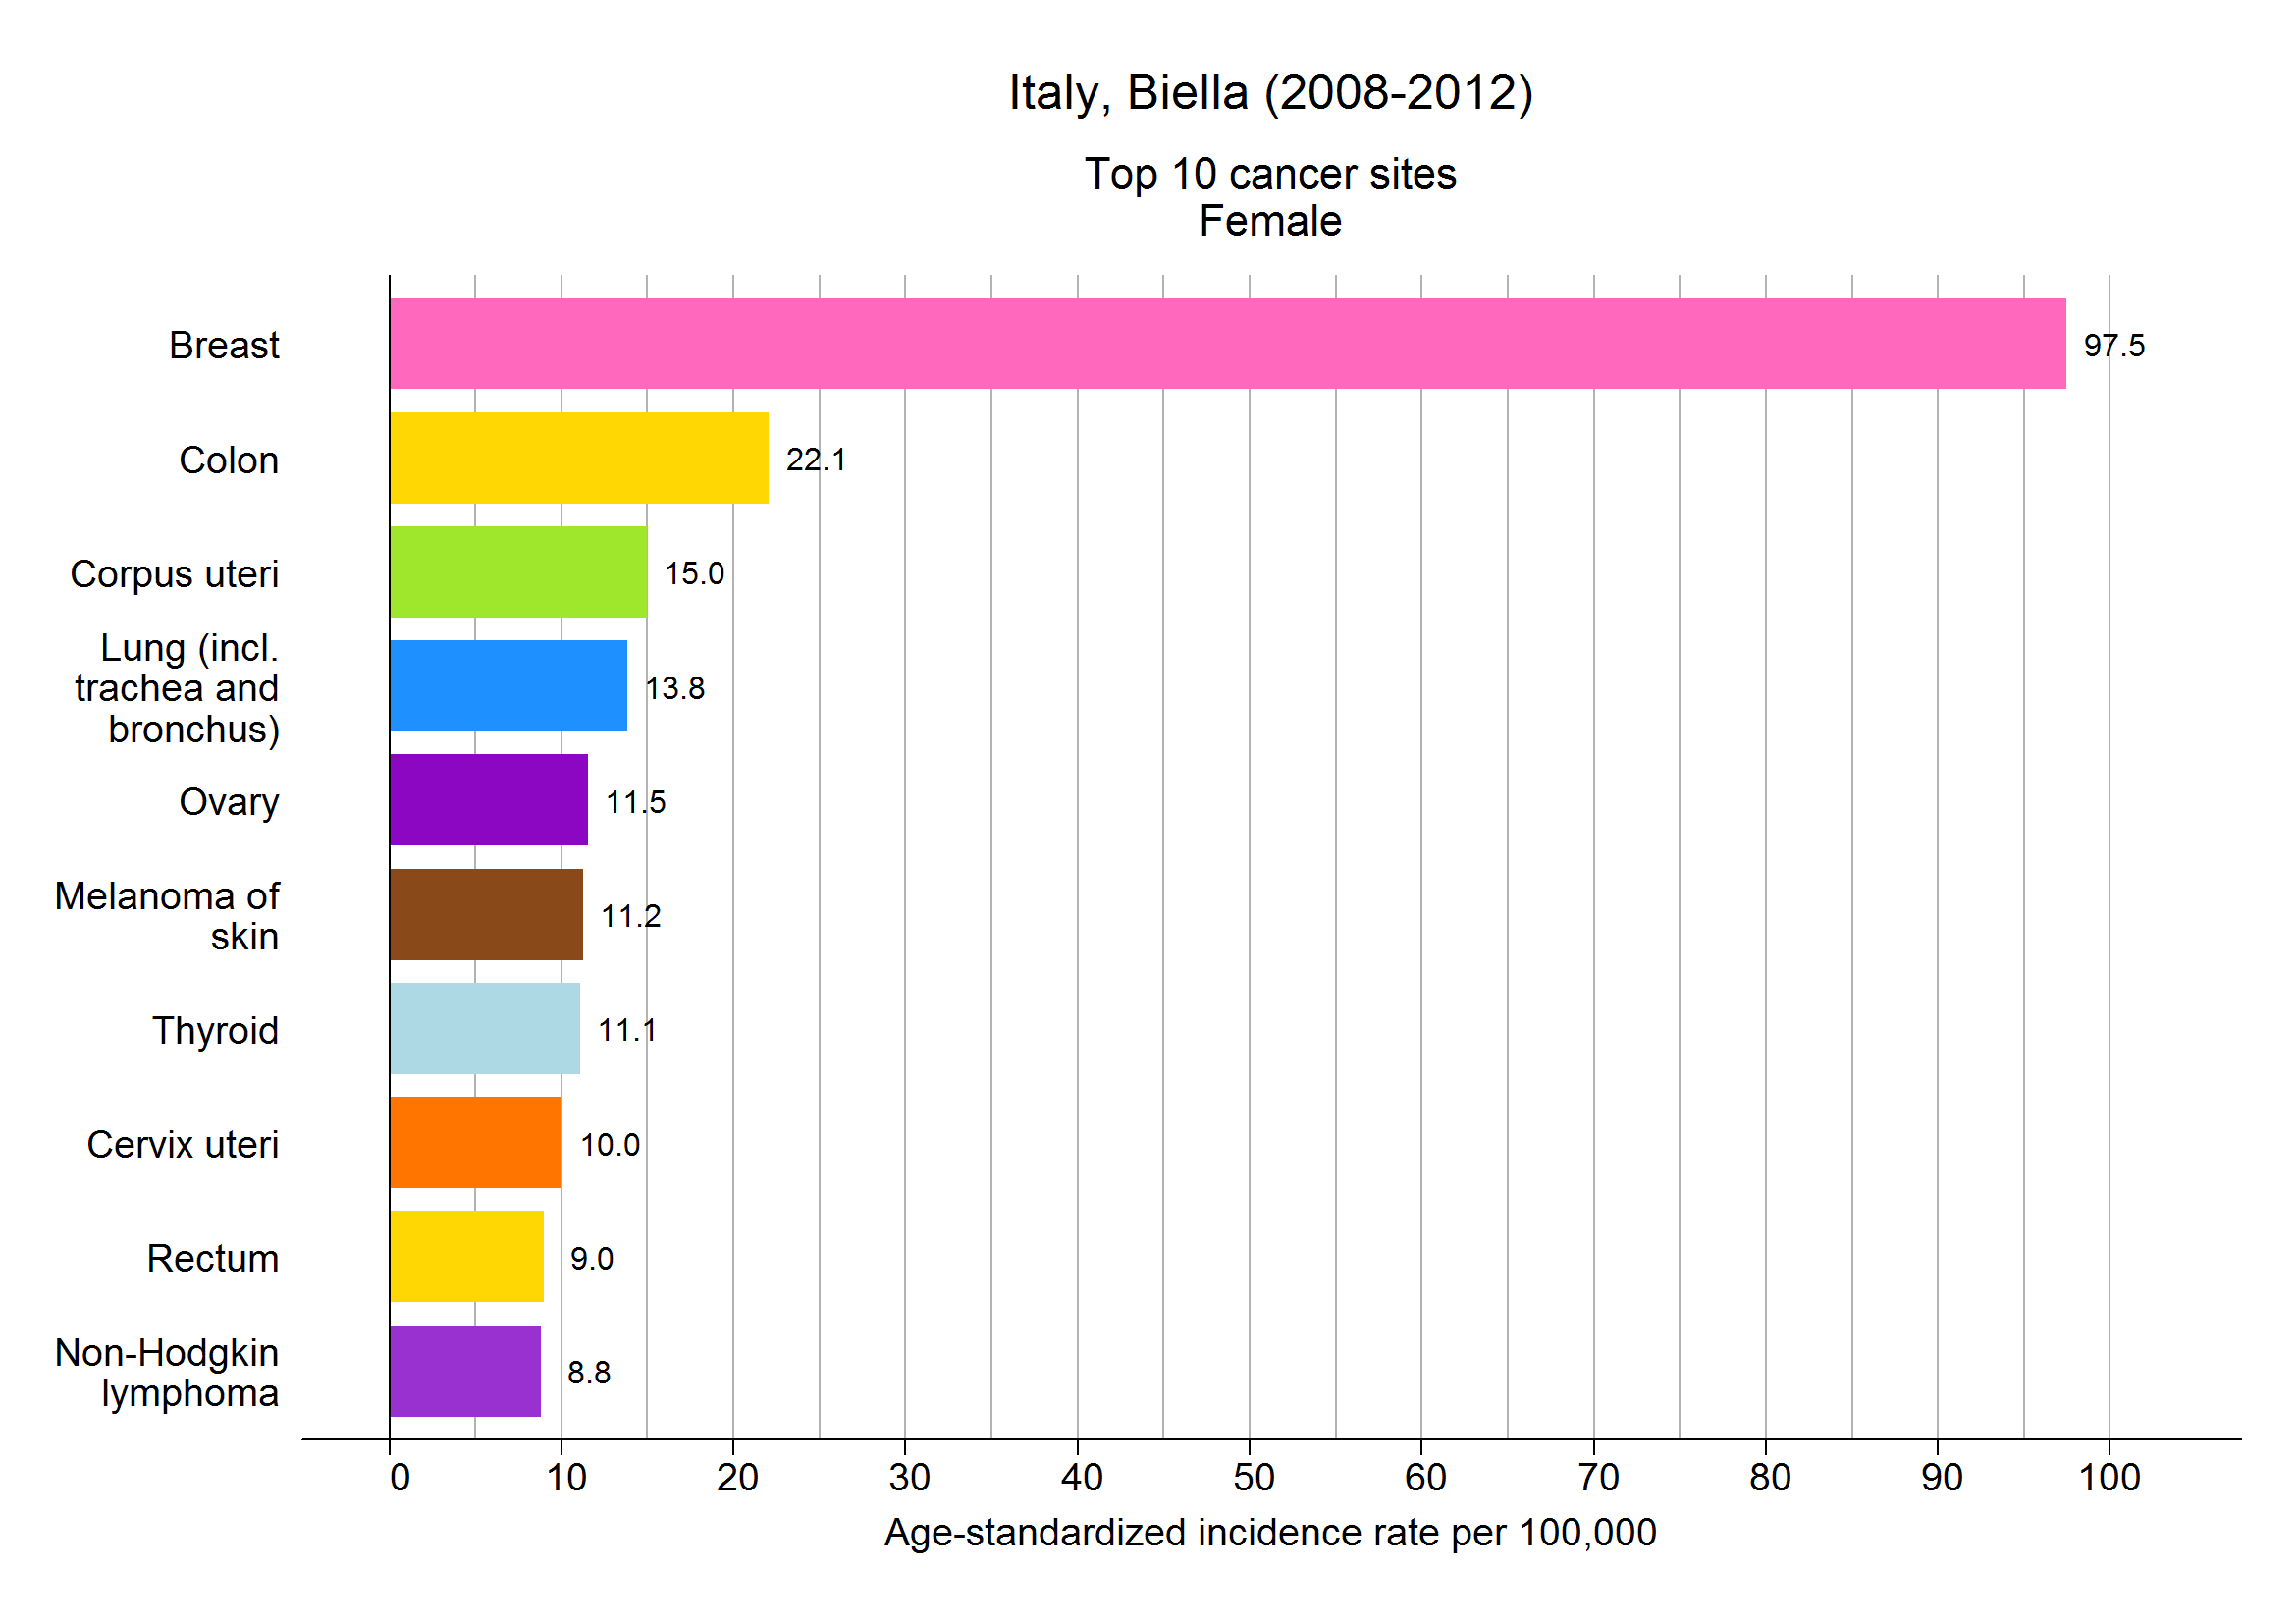 Italy, Biella (2008-2012)
Top 10 cancer sites
Female
Breast
97.5
Colon
22.1
Corpus uteri
15.0
Lung (incl.
trachea and
bronchus)
13.8
Ovary
11.5
Melanoma of
skin
11.2
Thyroid
11.1
Cervix uteri
10.0
Rectum
9.0
Non-Hodgkin
lymphoma
8.8
0 10 20 30 40 50 60 70 80 90 100
Age-standardized incidence rate per 100,000